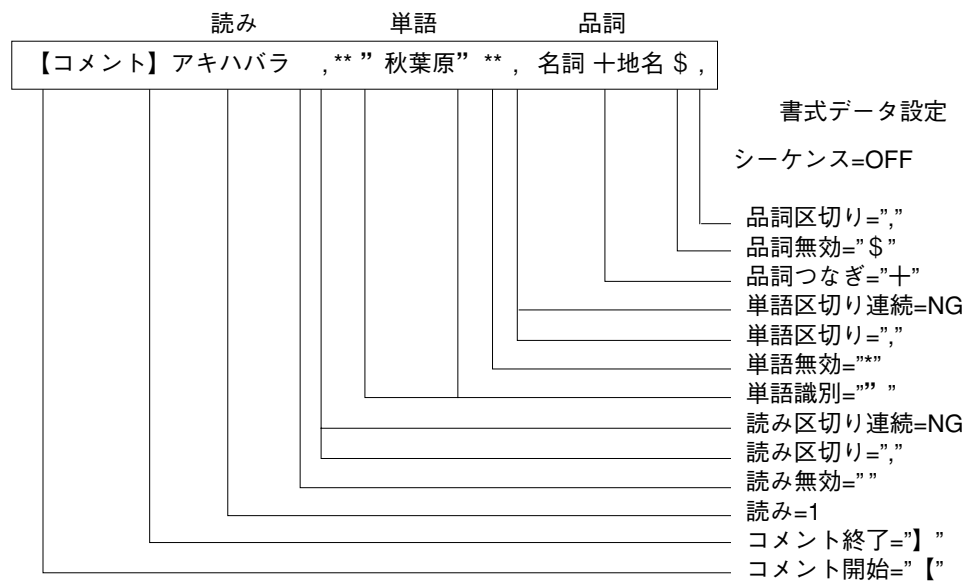 読み 単語 品詞
【コメント】アキハバラ ,** ” 秋葉原” ** , 名詞 ＋地名 ＄ ,
書式データ設定
シーケンス=OFF
品詞区切り=”,”
品詞無効=”＄”
品詞つなぎ=”＋”
単語区切り連続=NG
単語区切り=”,”
単語無効=”*”
単語識別=”” ”
読み区切り連続=NG
読み区切り=”,”
読み無効=” ”
読み=1
コメント終了=”】”
コメント開始=”【”